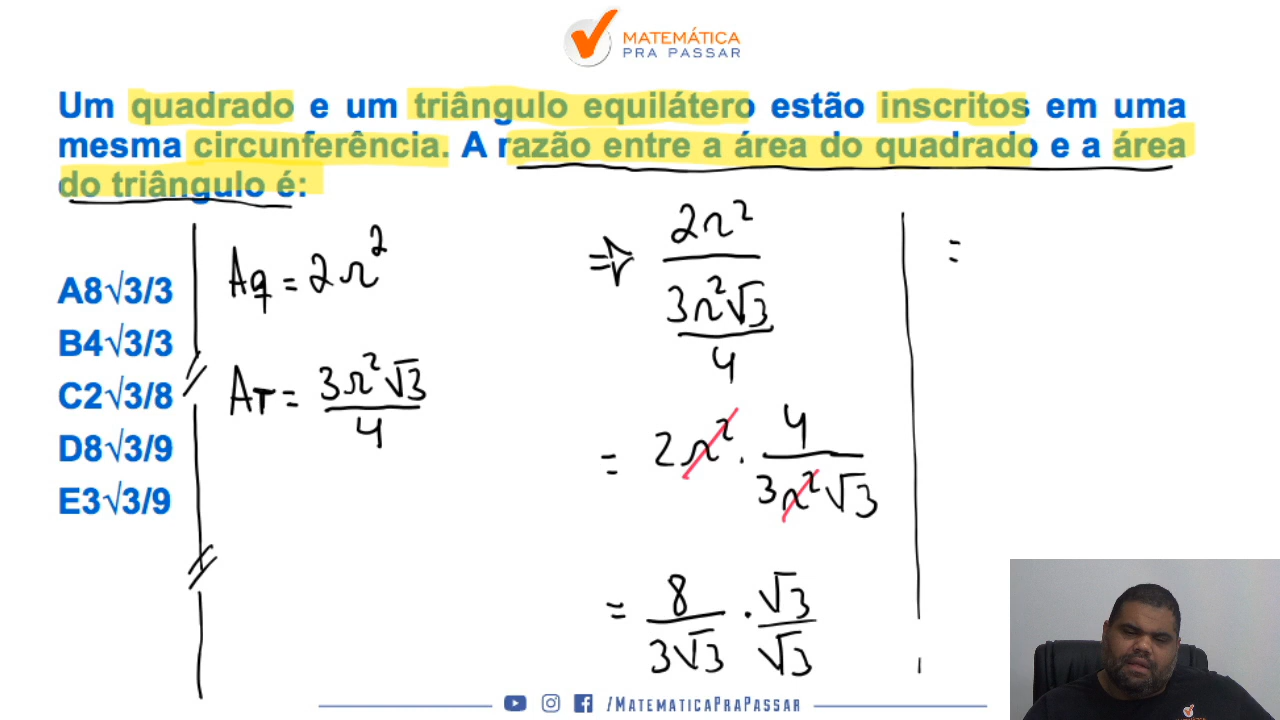 MATEMÁTICA
PRA PASSAR
Um quadrado e um triângulo equilátero estão inscritos em uma
mesma circunferência. A razão entre a área do quadrado e a área
do triângulo é:
A8√3/3
B4√3/3
C2√3/8
D8√3/9
E3√3/9
Aq = 2r²
AT = 3r²√3
4
⇒ 2r²
3r²√3
4
= 2r² · 4
3r²√3
= 8 · √3
3√3 √3
=
/MATEMATICAPRAPASSAR